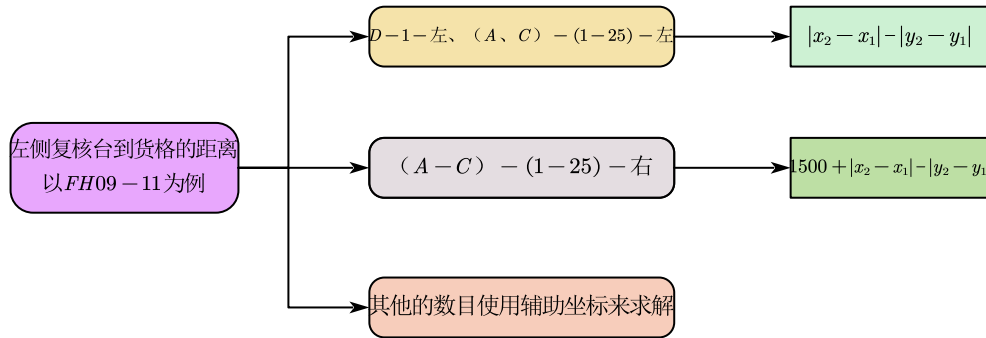 左侧复核台到货格的距离
以FH09-11为例
D-1-左、(A、C)-(1-25)-左
|x₂-x₁|-|y₂-y₁|
(A-C)-(1-25)-右
1500+|x₂-x₁|-|y₂-y₁
其他的数目使用辅助坐标来求解